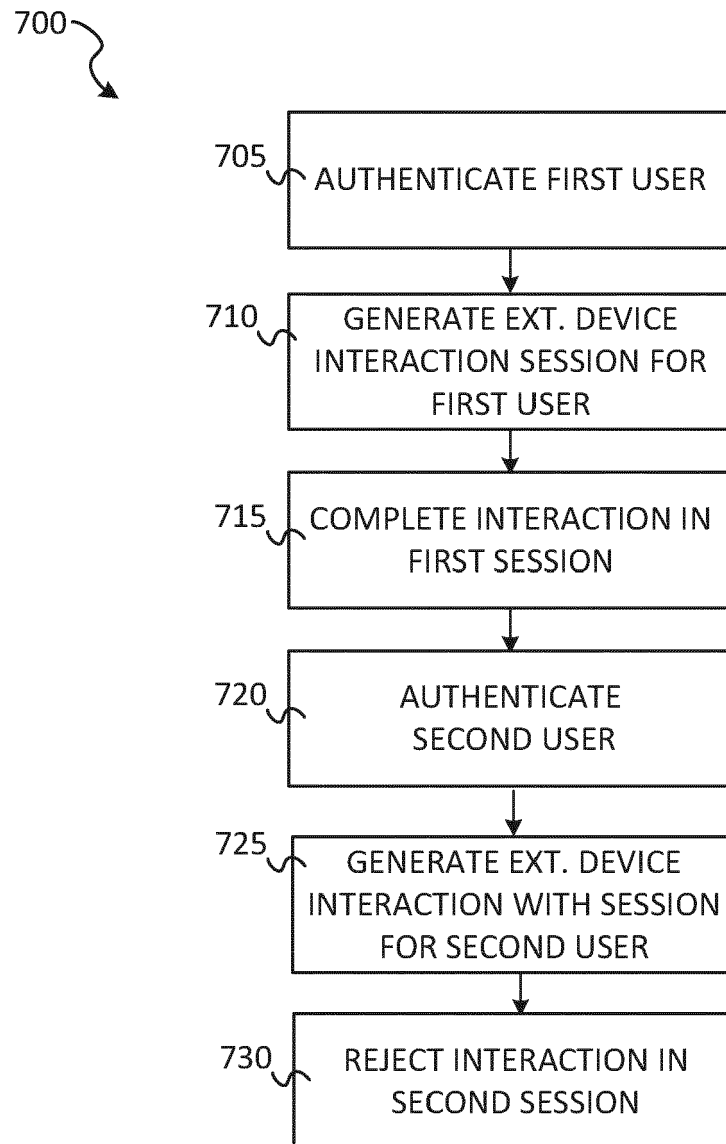 700
705
AUTHENTICATE FIRST USER
710
GENERATE EXT. DEVICE
INTERACTION SESSION FOR
FIRST USER
715
COMPLETE INTERACTION IN
FIRST SESSION
720
AUTHENTICATE
SECOND USER
725
GENERATE EXT. DEVICE
INTERACTION WITH SESSION
FOR SECOND USER
730
REJECT INTERACTION IN
SECOND SESSION